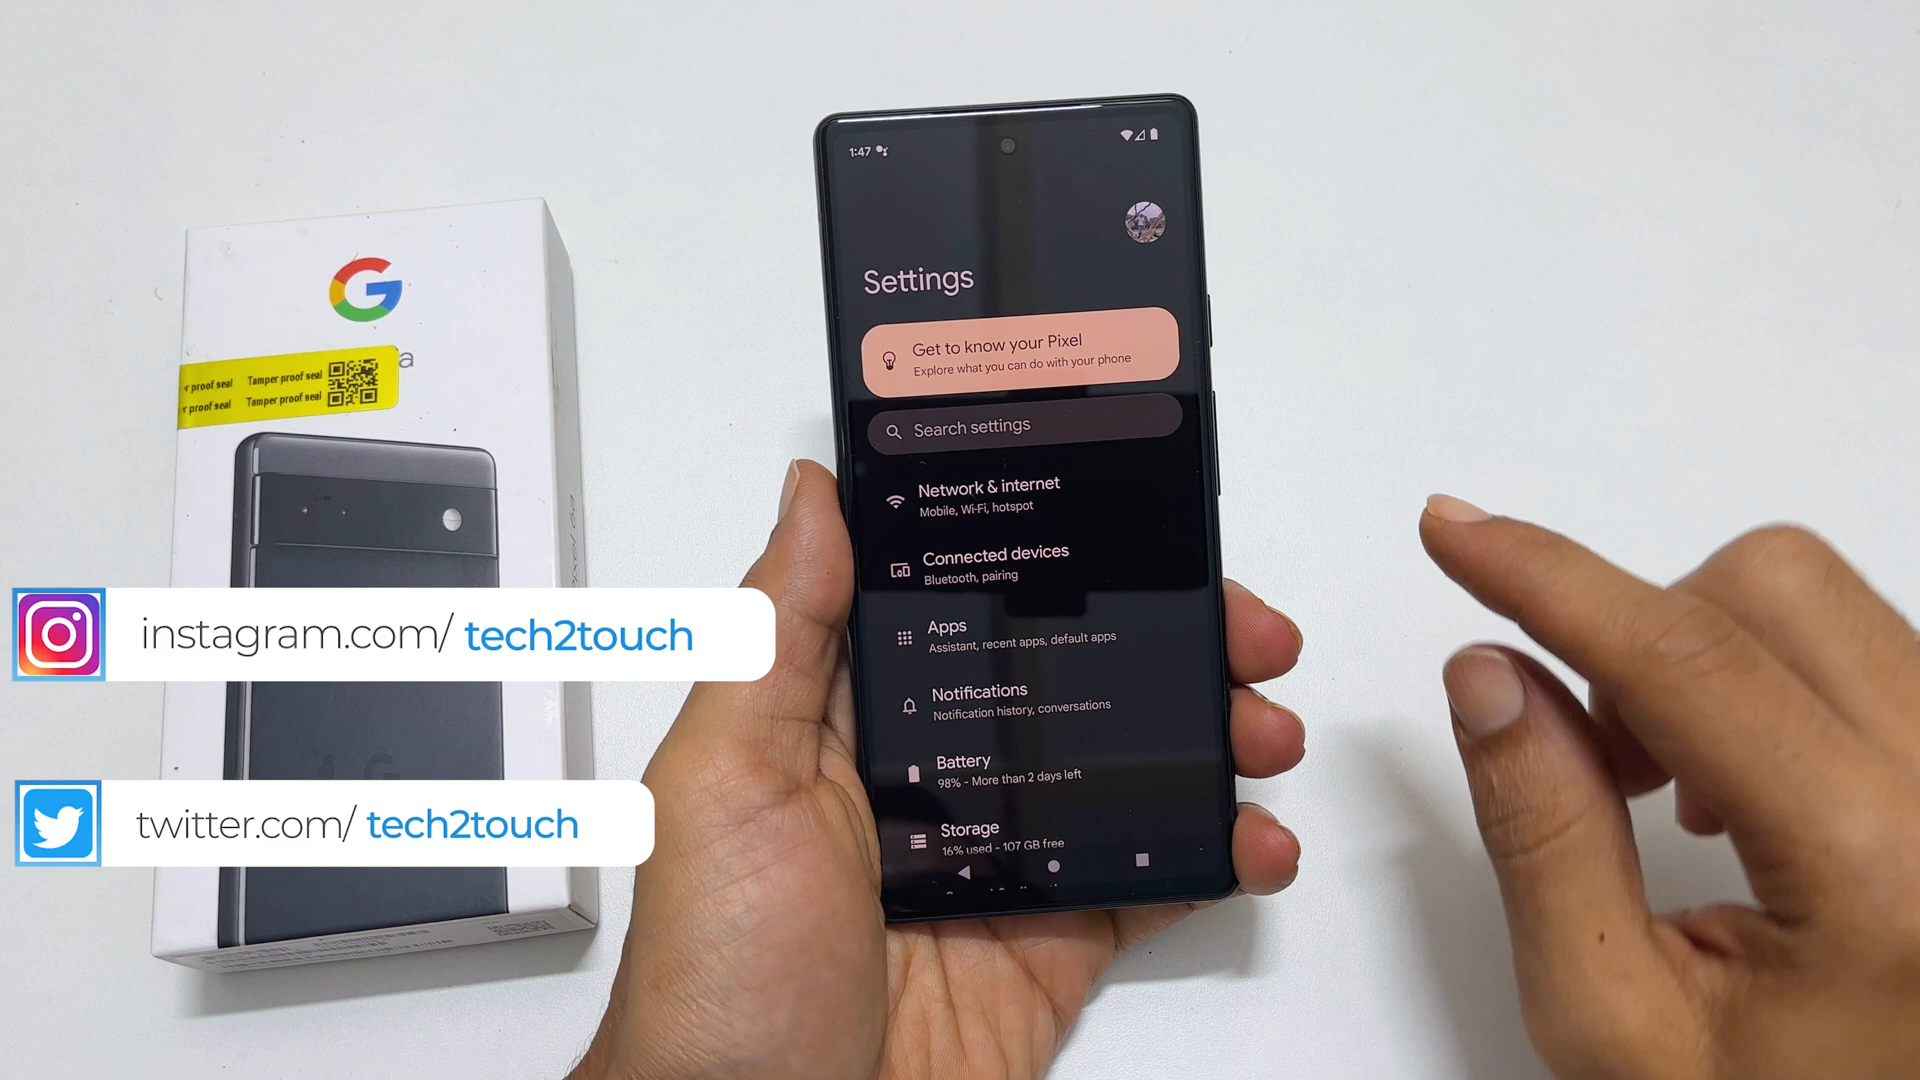 1:47
Settings
Get to know your Pixel
Explore what you can do with your phone
Search settings
Network & internet
Mobile, Wi-Fi, hotspot
Connected devices
Bluetooth, pairing
Apps
Assistant, recent apps, default apps
Notifications
Notification history, conversations
Battery
98% - More than 2 days left
Storage
16% used - 107 GB free
G
a
proof seal Tamper proof seal
proof seal Tamper proof seal
Pixel 6a
G
instagram.com/ tech2touch
twitter.com/ tech2touch